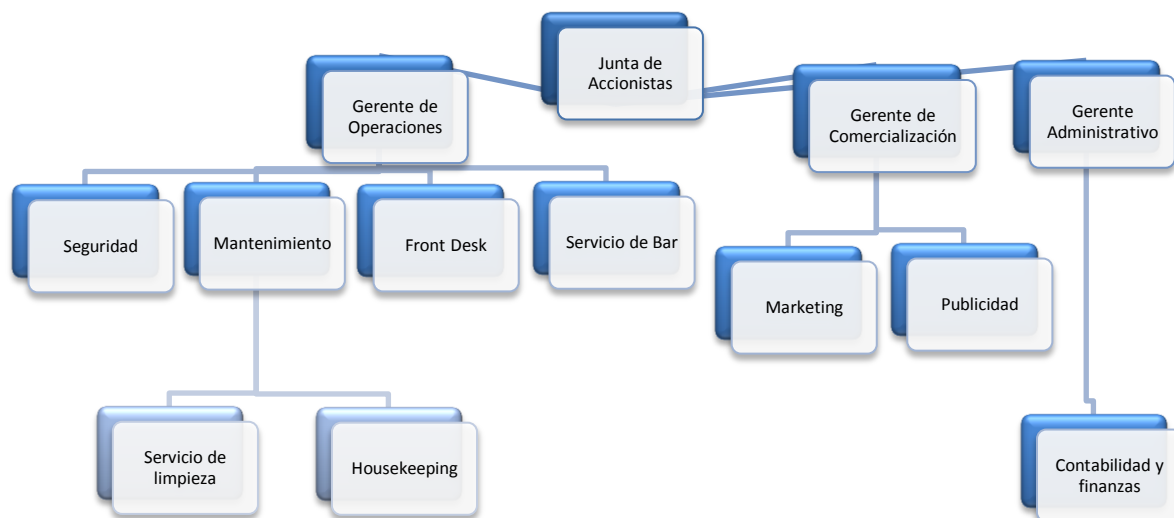 Junta de
Accionistas
Gerente de
Operaciones
Gerente de
Comercialización
Gerente
Administrativo
Seguridad
Mantenimiento
Front Desk
Servicio de Bar
Marketing
Publicidad
Servicio de
limpieza
Housekeeping
Contabilidad y
finanzas